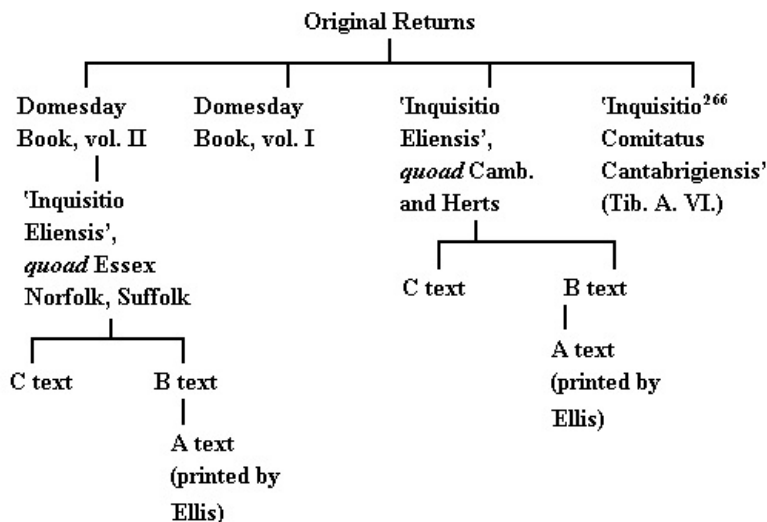 Original Returns
Domesday
Book, vol. II
Domesday
Book, vol. I
'Inquisitio
Eliensis’,
quoad Camb.
and Herts
'Inquisitio266
Comitatus
Cantabrigiensis’
(Tib. A. VI.)
'Inquisitio
Eliensis’,
quoad Essex
Norfolk, Suffolk
C text
B text
A text
(printed by
Ellis)
C text
B text
A text
(printed by
Ellis)